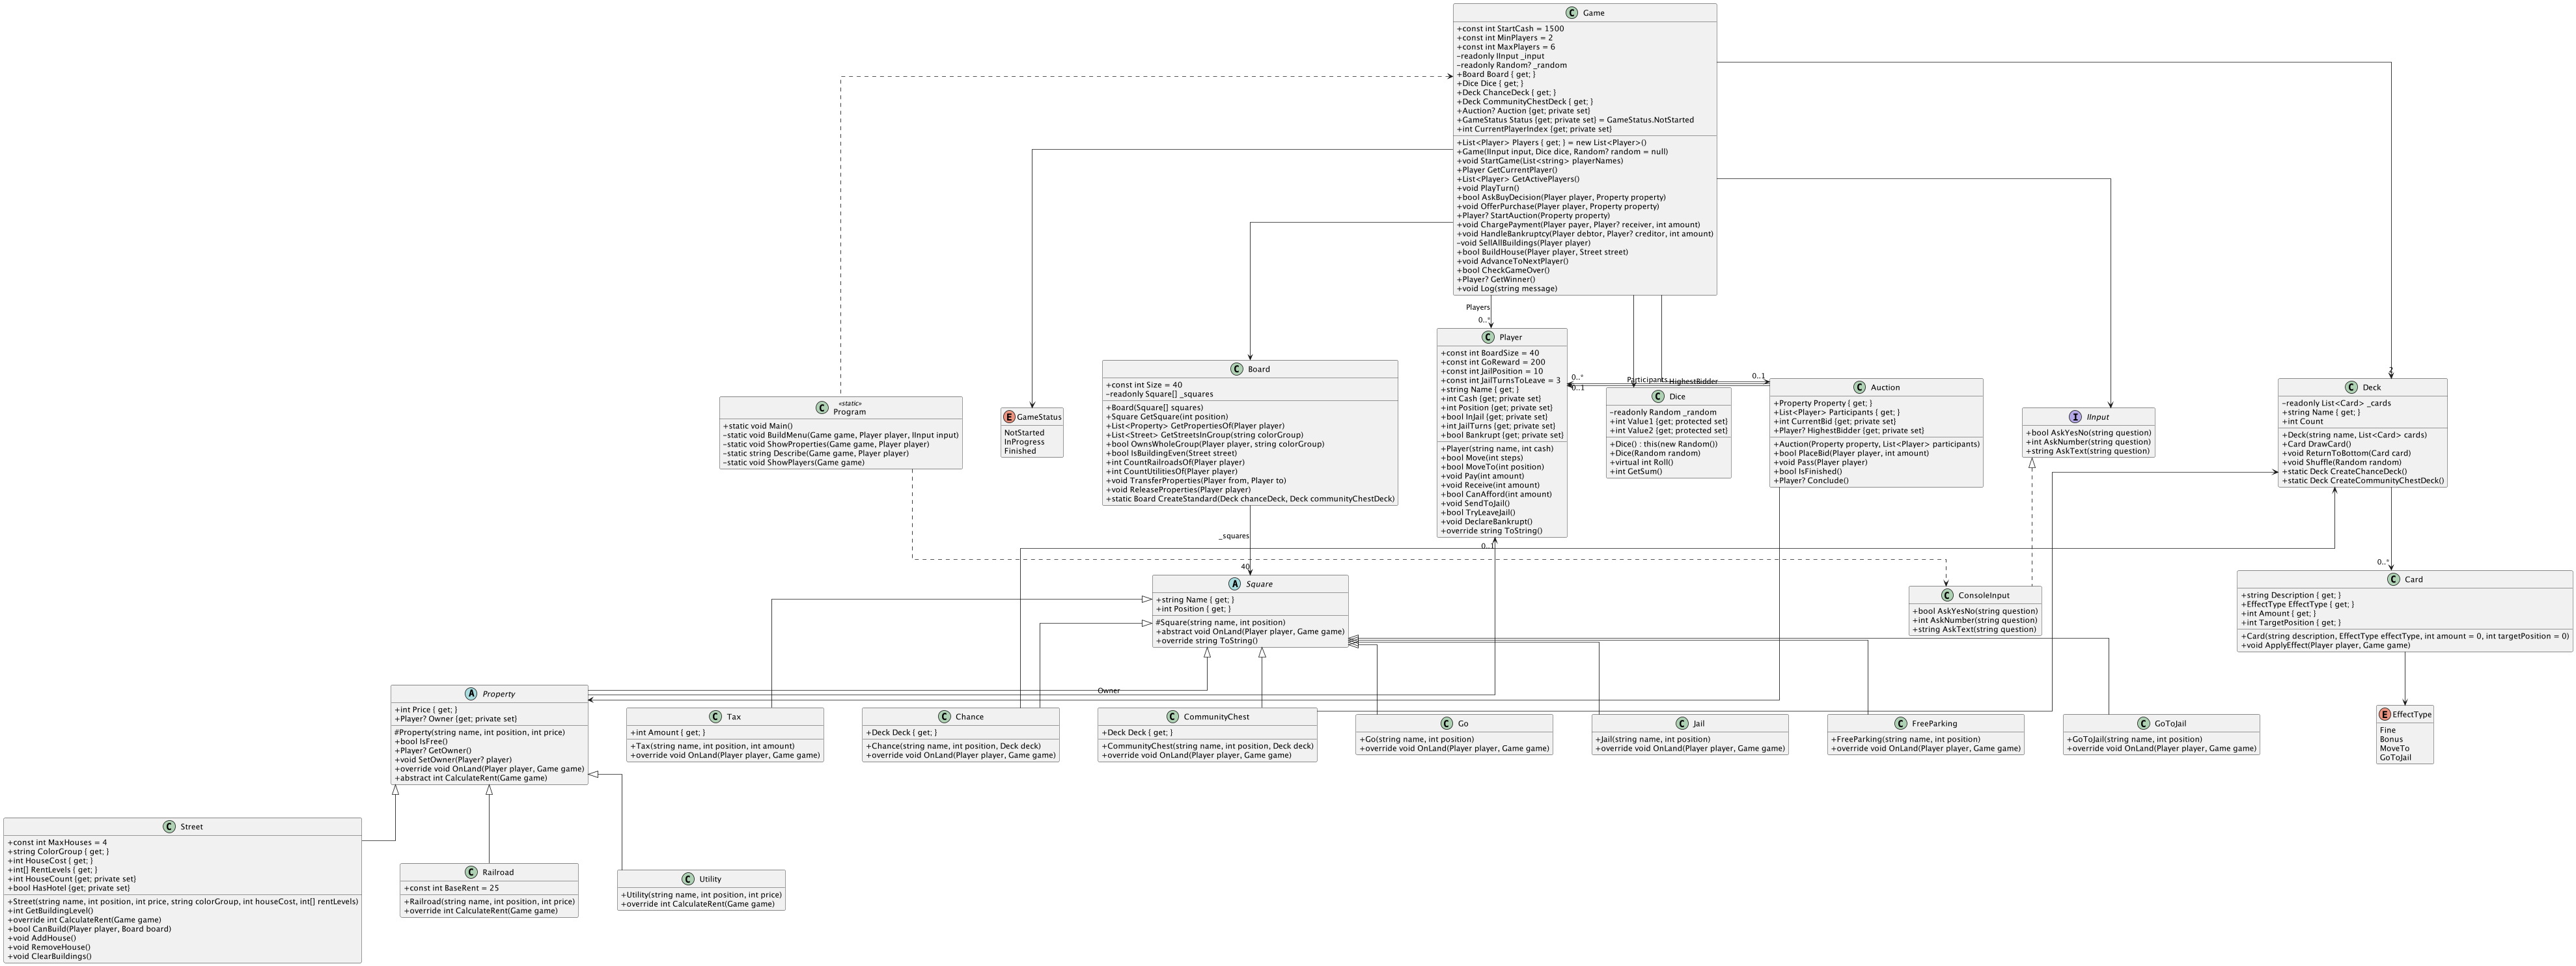 Game
+const int StartCash = 1500
+const int MinPlayers = 2
+const int MaxPlayers = 6
-readonly IInput _input
-readonly Random? _random
+Board Board { get; }
+Dice Dice { get; }
+Deck ChanceDeck { get; }
+Deck CommunityChestDeck { get; }
+Auction? Auction {get; private set}
+GameStatus Status {get; private set} = GameStatus.NotStarted
+int CurrentPlayerIndex {get; private set}
+List<Player> Players { get; } = new List<Player>()
+Game(IInput input, Dice dice, Random? random = null)
+void StartGame(List<string> playerNames)
+Player GetCurrentPlayer()
+List<Player> GetActivePlayers()
+void PlayTurn()
+bool AskBuyDecision(Player player, Property property)
+void OfferPurchase(Player player, Property property)
+Player? StartAuction(Property property)
+void ChargePayment(Player payer, Player? receiver, int amount)
+void HandleBankruptcy(Player debtor, Player? creditor, int amount)
-void SellAllBuildings(Player player)
+bool BuildHouse(Player player, Street street)
+void AdvanceToNextPlayer()
+bool CheckGameOver()
+Player? GetWinner()
+void Log(string message)
Players
0..*
«static»
Program
+static void Main()
-static void BuildMenu(Game game, Player player, IInput input)
-static void ShowProperties(Game game, Player player)
-static string Describe(Game game, Player player)
-static void ShowPlayers(Game game)
GameStatus
NotStarted
InProgress
Finished
Board
+const int Size = 40
-readonly Square[] _squares
+Board(Square[] squares)
+Square GetSquare(int position)
+List<Property> GetPropertiesOf(Player player)
+List<Street> GetStreetsInGroup(string colorGroup)
+bool OwnsWholeGroup(Player player, string colorGroup)
+bool IsBuildingEven(Street street)
+int CountRailroadsOf(Player player)
+int CountUtilitiesOf(Player player)
+void TransferProperties(Player from, Player to)
+void ReleaseProperties(Player player)
+static Board CreateStandard(Deck chanceDeck, Deck communityChestDeck)
Player
+const int BoardSize = 40
+const int GoReward = 200
+const int JailPosition = 10
+const int JailTurnsToLeave = 3
+string Name { get; }
+int Cash {get; private set}
+int Position {get; private set}
+bool InJail {get; private set}
+int JailTurns {get; private set}
+bool Bankrupt {get; private set}
+Player(string name, int cash)
+bool Move(int steps)
+bool MoveTo(int position)
+void Pay(int amount)
+void Receive(int amount)
+bool CanAfford(int amount)
+void SendToJail()
+bool TryLeaveJail()
+void DeclareBankrupt()
+override string ToString()
0..*
0..1
Participants
HighestBidder
0..1
Dice
-readonly Random _random
+int Value1 {get; protected set}
+int Value2 {get; protected set}
+Dice() : this(new Random())
+Dice(Random random)
+virtual int Roll()
+int GetSum()
Auction
+Property Property { get; }
+List<Player> Participants { get; }
+int CurrentBid {get; private set}
+Player? HighestBidder {get; private set}
+Auction(Property property, List<Player> participants)
+bool PlaceBid(Player player, int amount)
+void Pass(Player player)
+bool IsFinished()
+Player? Conclude()
IInput
+bool AskYesNo(string question)
+int AskNumber(string question)
+string AskText(string question)
2
Deck
-readonly List<Card> _cards
+string Name { get; }
+int Count
+Deck(string name, List<Card> cards)
+Card DrawCard()
+void ReturnToBottom(Card card)
+void Shuffle(Random random)
+static Deck CreateChanceDeck()
+static Deck CreateCommunityChestDeck()
_squares
40
0..1
0..*
Square
+string Name { get; }
+int Position { get; }
#Square(string name, int position)
+abstract void OnLand(Player player, Game game)
+override string ToString()
ConsoleInput
+bool AskYesNo(string question)
+int AskNumber(string question)
+string AskText(string question)
Card
+string Description { get; }
+EffectType EffectType { get; }
+int Amount { get; }
+int TargetPosition { get; }
+Card(string description, EffectType effectType, int amount = 0, int targetPosition = 0)
+void ApplyEffect(Player player, Game game)
Property
+int Price { get; }
+Player? Owner {get; private set}
#Property(string name, int position, int price)
+bool IsFree()
+Player? GetOwner()
+void SetOwner(Player? player)
+override void OnLand(Player player, Game game)
+abstract int CalculateRent(Game game)
Owner
Tax
+int Amount { get; }
+Tax(string name, int position, int amount)
+override void OnLand(Player player, Game game)
Chance
+Deck Deck { get; }
+Chance(string name, int position, Deck deck)
+override void OnLand(Player player, Game game)
CommunityChest
+Deck Deck { get; }
+CommunityChest(string name, int position, Deck deck)
+override void OnLand(Player player, Game game)
Go
+Go(string name, int position)
+override void OnLand(Player player, Game game)
Jail
+Jail(string name, int position)
+override void OnLand(Player player, Game game)
FreeParking
+FreeParking(string name, int position)
+override void OnLand(Player player, Game game)
GoToJail
+GoToJail(string name, int position)
+override void OnLand(Player player, Game game)
EffectType
Fine
Bonus
MoveTo
GoToJail
Street
+const int MaxHouses = 4
+string ColorGroup { get; }
+int HouseCost { get; }
+int[] RentLevels { get; }
+int HouseCount {get; private set}
+bool HasHotel {get; private set}
+Street(string name, int position, int price, string colorGroup, int houseCost, int[] rentLevels)
+int GetBuildingLevel()
+override int CalculateRent(Game game)
+bool CanBuild(Player player, Board board)
+void AddHouse()
+void RemoveHouse()
+void ClearBuildings()
Railroad
+const int BaseRent = 25
+Railroad(string name, int position, int price)
+override int CalculateRent(Game game)
Utility
+Utility(string name, int position, int price)
+override int CalculateRent(Game game)